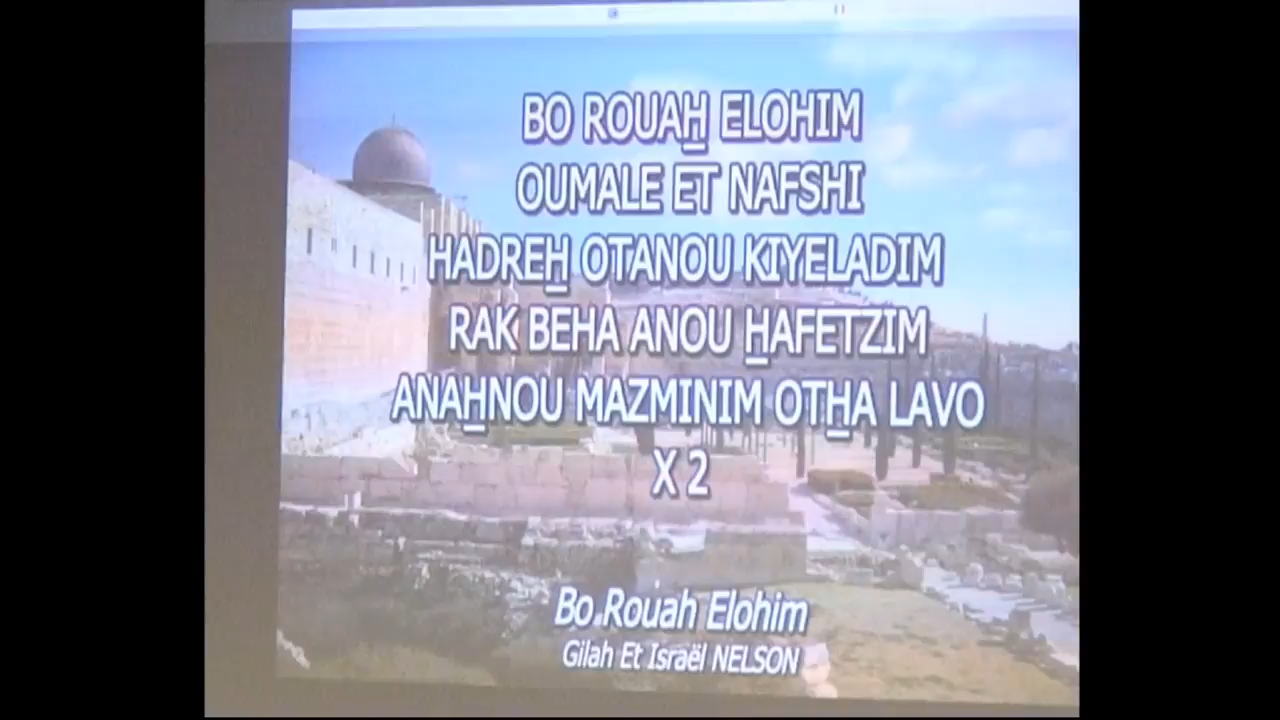 BO ROUAẖ ELOHIM
OUMALE ET NAFSHI
HADREẖ OTANOU KIYELADIM
RAK BEHA ANOU ẖAFETZIM
ANAẖNOU MAZMINIM OTẖA LAVO
X 2
Bo Rouah Elohim
Gilah Et Israël NELSON